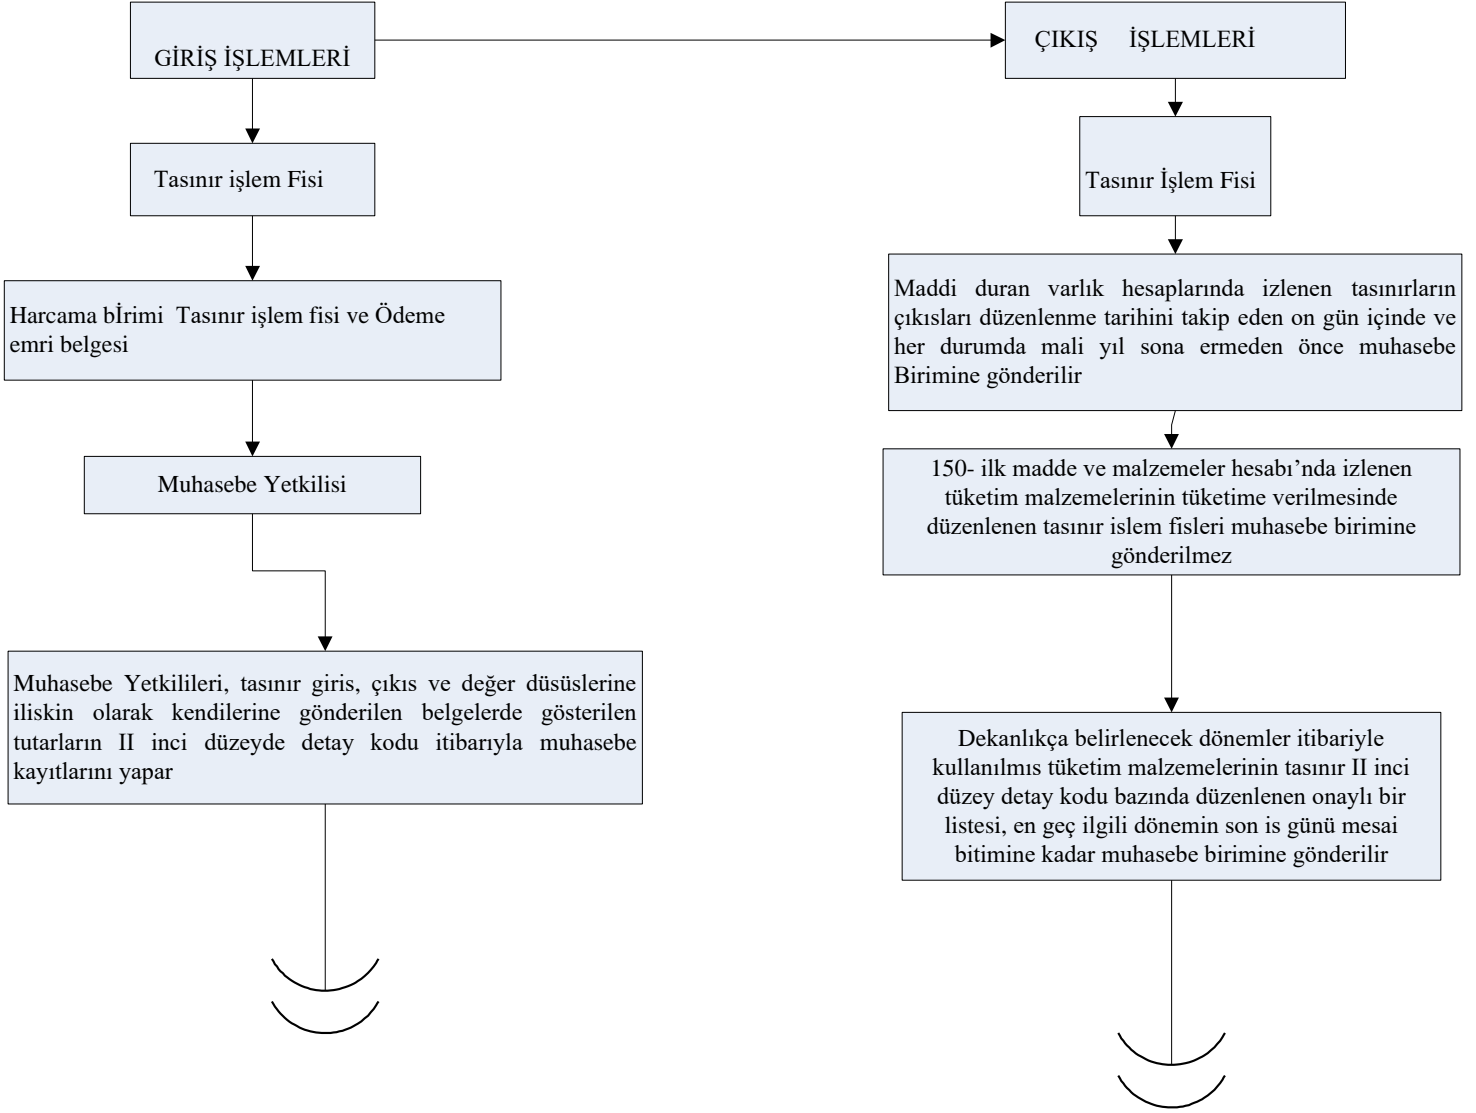 GİRİŞ İŞLEMLERİ
Tasınır işlem Fisi
Harcama bİrimi Tasınır işlem fisi ve Ödeme
emri belgesi
Muhasebe Yetkilisi
Muhasebe Yetkilileri, tasınır giris, çıkıs ve değer düsüslerine
iliskin olarak kendilerine gönderilen belgelerde gösterilen
tutarların II inci düzeyde detay kodu itibarıyla muhasebe
kayıtlarını yapar
ÇIKIŞ İŞLEMLERİ
Tasınır İşlem Fisi
Maddi duran varlık hesaplarında izlenen tasınırların
çıkısları düzenlenme tarihini takip eden on gün içinde ve
her durumda mali yıl sona ermeden önce muhasebe
Birimine gönderilir
150- ilk madde ve malzemeler hesabı’nda izlenen
tüketim malzemelerinin tüketime verilmesinde
düzenlenen tasınır islem fisleri muhasebe birimine
gönderilmez
Dekanlıkça belirlenecek dönemler itibariyle
kullanılmıs tüketim malzemelerinin tasınır II inci
düzey detay kodu bazında düzenlenen onaylı bir
listesi, en geç ilgili dönemin son is günü mesai
bitimine kadar muhasebe birimine gönderilir